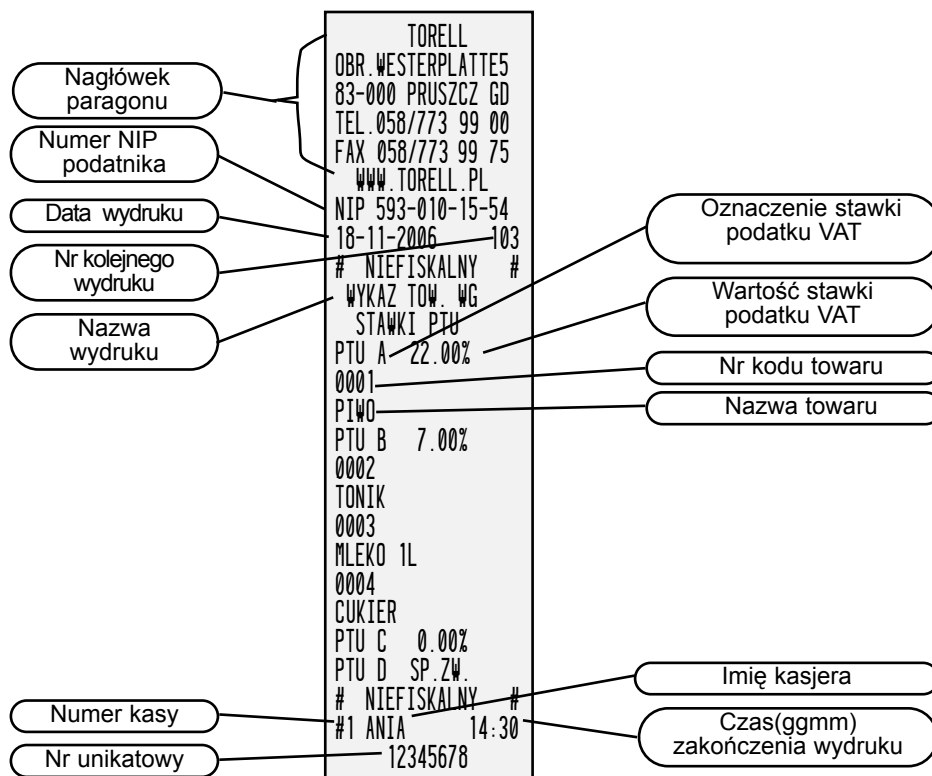 TORELL
OBR.WESTERPLATTE5
83-000 PRUSZCZ GD
TEL.058/773 99 00
FAX 058/773 99 75
WWW.TORELL.PL
NIP 593-010-15-54
18-11-2006 103
# NIEFISKALNY #
WYKAZ TOW. WG
STAWKI PTU
PTU A 22.00%
0001
PIWO
PTU B 7.00%
0002
TONIK
0003
MLEKO 1L
0004
CUKIER
PTU C 0.00%
PTU D SP.ZW.
# NIEFISKALNY #
#1 ANIA 14:30
12345678
Nagłówek
paragonu
Numer NIP
podatnika
Data wydruku
Nr kolejnego
wydruku
Nazwa
wydruku
Numer kasy
Nr unikatowy
Oznaczenie stawki
podatku VAT
Wartość stawki
podatku VAT
Nr kodu towaru
Nazwa towaru
Imię kasjera
Czas(ggmm)
zakończenia wydruku